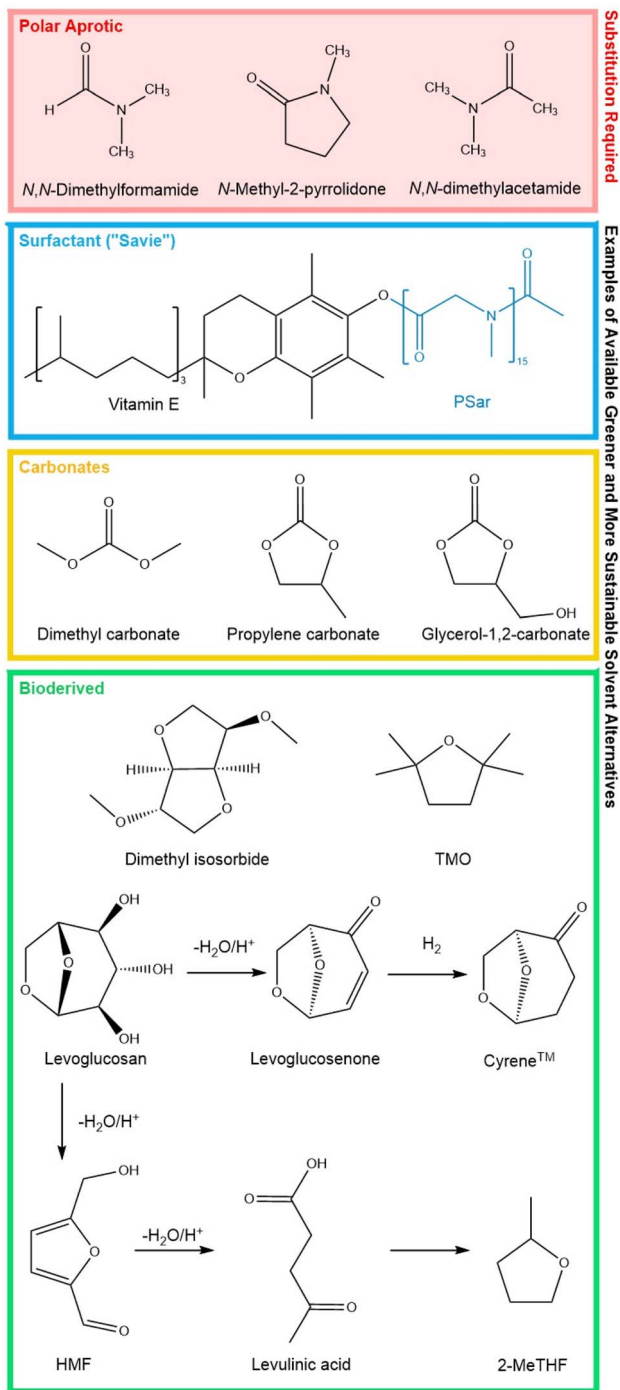 Polar Aprotic
Substitution Required
O
H
N
CH₃
CH₃
N,N-Dimethylformamide
CH₃
O
N
N-Methyl-2-pyrrolidone
O
CH₃
N
CH₃
CH₃
N,N-dimethylacetamide
Examples of Available Greener and More Sustainable Solvent Alternatives
Surfactant ("Savie")
3
O
O
O
N
O
15
Vitamin E
PSar
Carbonates
O
O
O
Dimethyl carbonate
O
O
O
Propylene carbonate
O
O
O
OH
Glycerol-1,2-carbonate
Bioderived
O
O
H
H
O
O
Dimethyl isosorbide
O
TMO
OH
O
OH
O
OH
Levoglucosan
-H₂O/H⁺
O
O
O
Levoglucosenone
H₂
O
O
O
Cyrene™
-H₂O/H⁺
OH
O
O
HMF
-H₂O/H⁺
OH
O
O
Levulinic acid
O
2-MeTHF